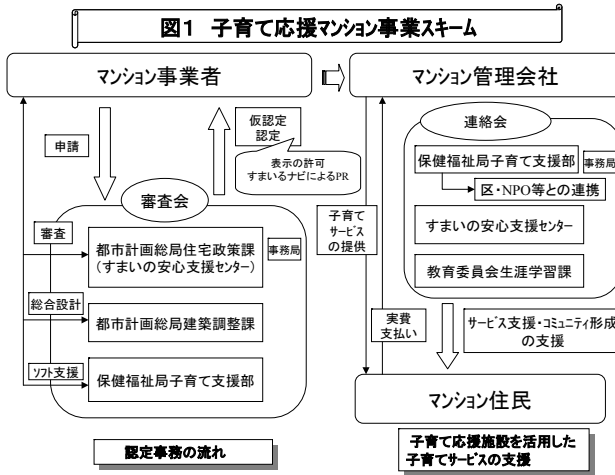 図1 子育て応援マンション事業スキーム
マンション事業者
マンション管理会社
申請
仮認定
認定
表示の許可
すまいるナビによるPR
審査会
審査
都市計画総局住宅政策課
(すまいの安心支援センター)
事務局
総合設計
都市計画総局建築調整課
ソフト支援
保健福祉局子育て支援部
認定事務の流れ
連絡会
保健福祉局子育て支援部
事務局
区・NPO等との連携
すまいの安心支援センター
教育委員会生涯学習課
子育て
サービス
の提供
実費
支払い
サービス支援・コミュニティ形成
の支援
マンション住民
子育て応援施設を活用した
子育てサービスの支援